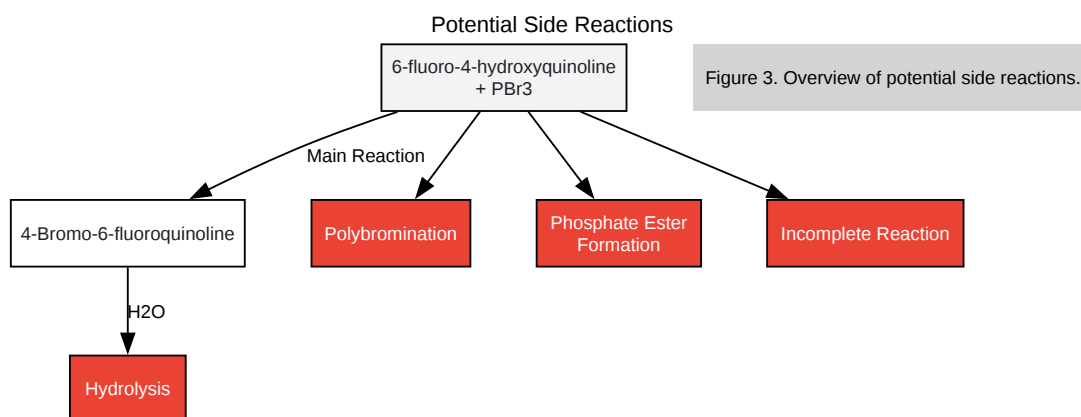 Potential Side Reactions
6-fluoro-4-hydroxyquinoline
+ PBr3
Figure 3. Overview of potential side reactions.
Main Reaction
4-Bromo-6-fluoroquinoline
Polybromination
Phosphate Ester
Formation
Incomplete Reaction
H2O
Hydrolysis